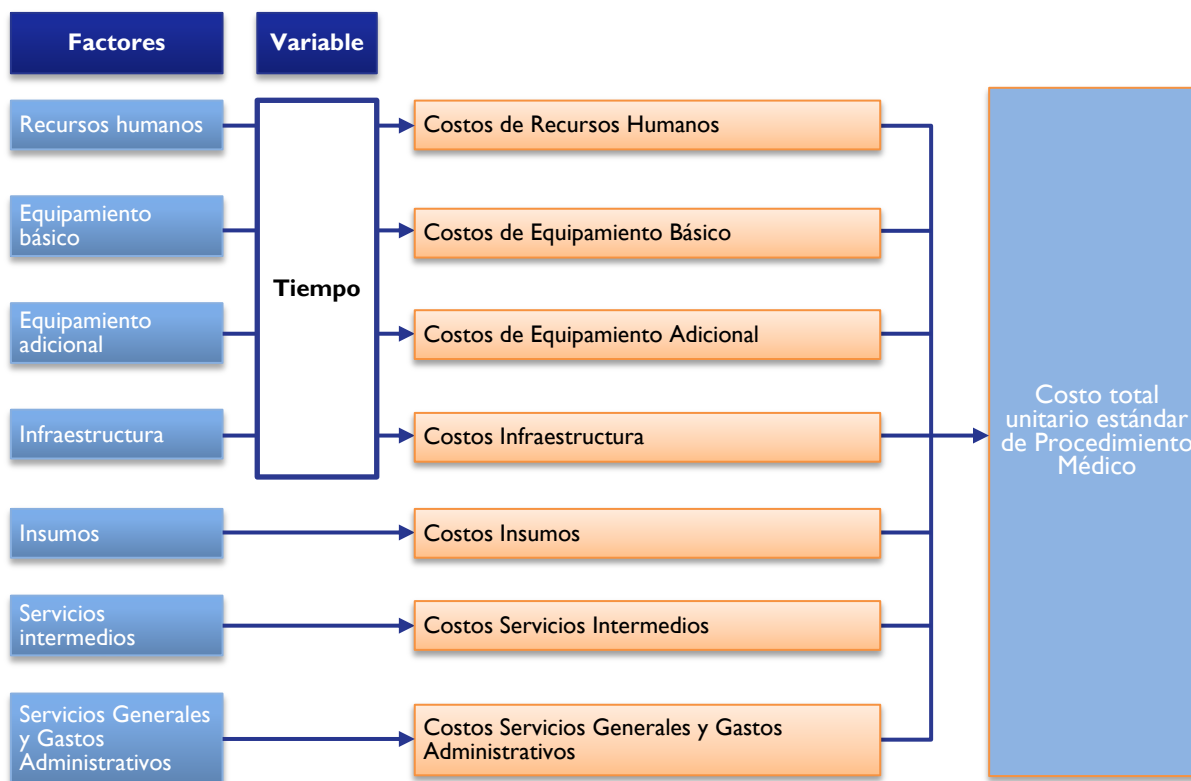 Factores
Variable
Recursos humanos
Costos de Recursos Humanos
Equipamiento
básico
Costos de Equipamiento Básico
Tiempo
Equipamiento
adicional
Costos de Equipamiento Adicional
Infraestructura
Costos Infraestructura
Costo total
unitario estándar
de Procedimiento
Médico
Insumos
Costos Insumos
Servicios
intermedios
Costos Servicios Intermedios
Servicios Generales
y Gastos
Administrativos
Costos Servicios Generales y Gastos
Administrativos